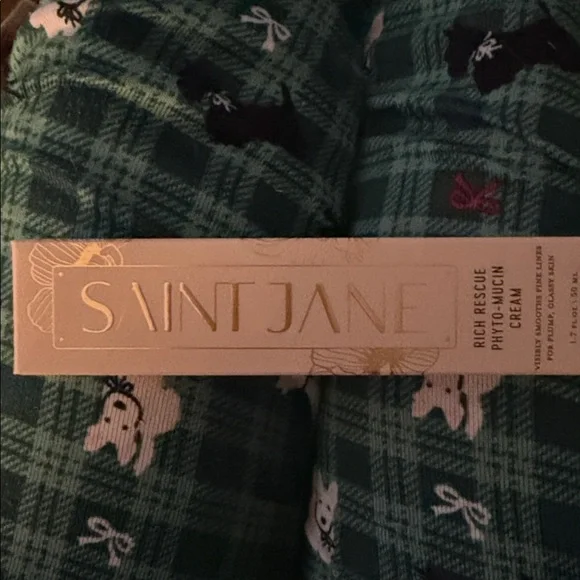 SAINT JANE
RICH RESCUE
PHYTO-MUCIN
CREAM
VISIBLY SMOOTHS FINE LINES
FOR PLUMP, GLASSY SKIN
1.7 FL OZ. / 50 ML